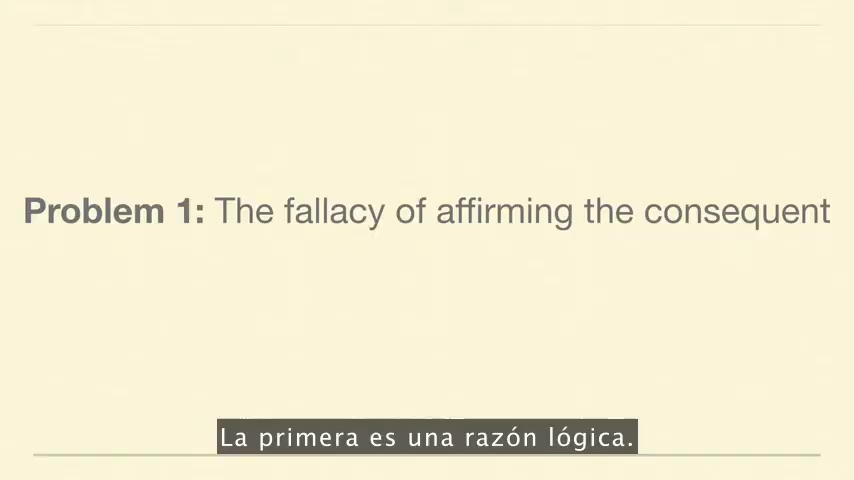 Problem 1: The fallacy of affirming the consequent
La primera es una razón lógica.